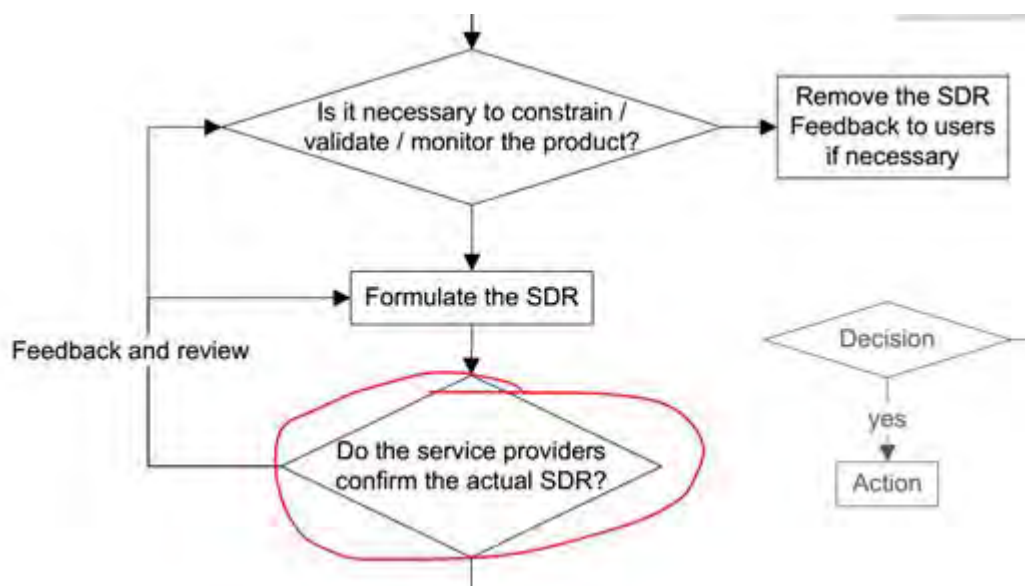 Is it necessary to constrain /
validate / monitor the product?
Remove the SDR
Feedback to users
if necessary
Formulate the SDR
Feedback and review
Decision
yes
Action
Do the service providers
confirm the actual SDR?